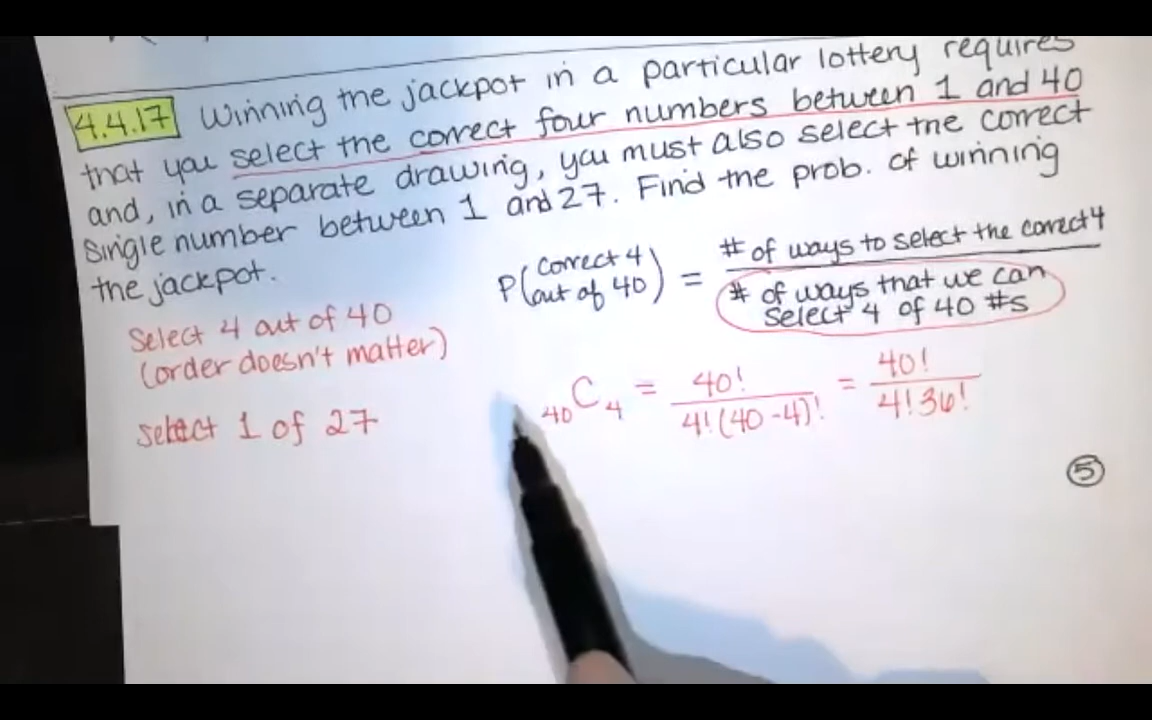 4.4.17 Winning the jackpot in a particular lottery requires
that you select the correct four numbers between 1 and 40
and, in a separate drawing, you must also select the correct
single number between 1 and 27. Find the prob. of winning
the jackpot.
P(correct 4 out of 40) = # of ways to select the correct 4 / # of ways that we can select 4 of 40 #s
Select 4 out of 40
(order doesn't matter)
40C4 = 40! / 4!(40-4)! = 40! / 4!36!
select 1 of 27
5